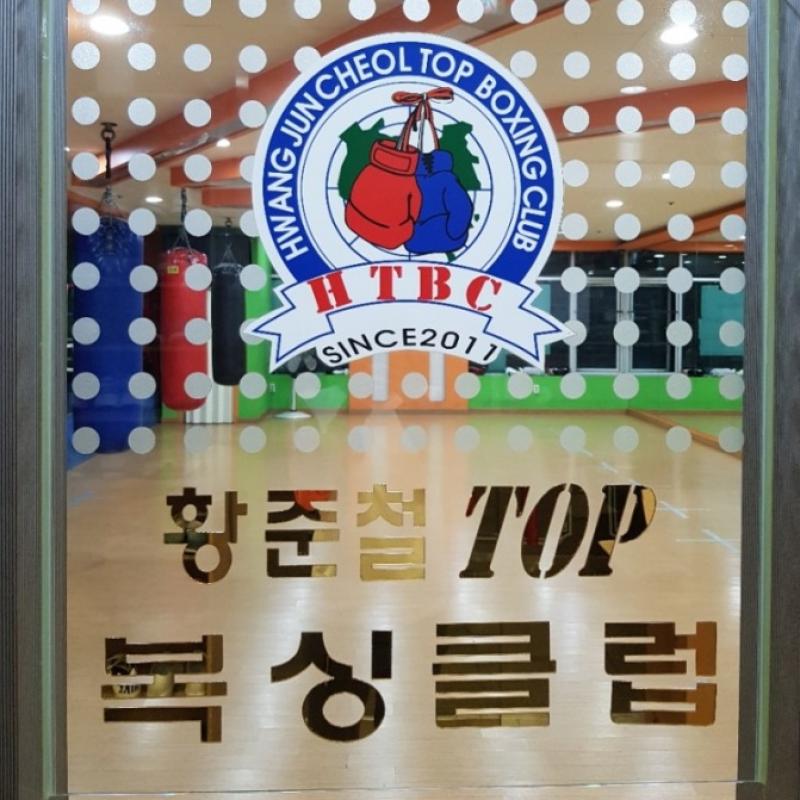 HWANG JUN CHEOL TOP BOXING CLUB
HTBC
SINCE2011
황준철 TOP
복싱클럽